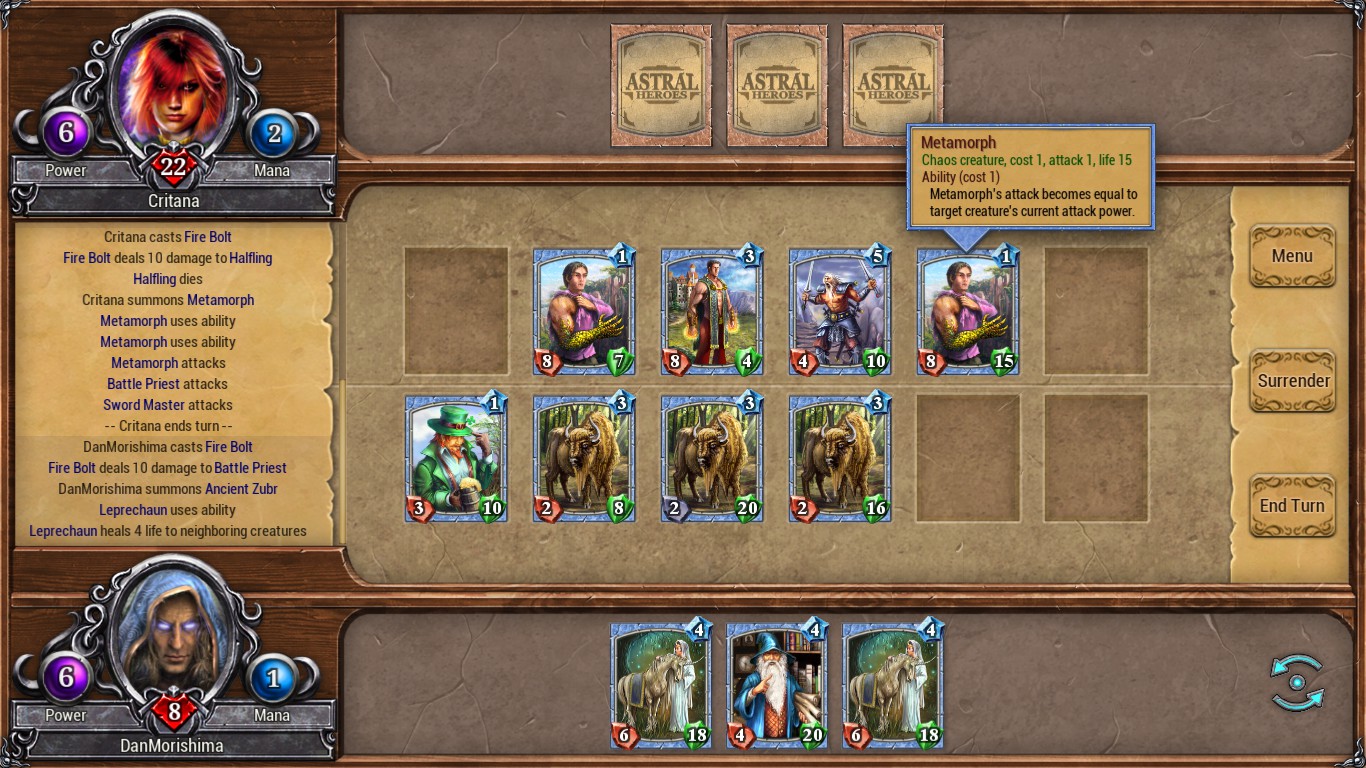 ASTRAL
HEROES
ASTRAL
HEROES
ASTRAL
HEROES
6
2
Power
22
Mana
Critana
Metamorph
Chaos creature, cost 1, attack 1, life 15
Ability (cost 1)
Metamorph's attack becomes equal to
target creature's current attack power.
Critana casts Fire Bolt
Fire Bolt deals 10 damage to Halfling
Halfling dies
Critana summons Metamorph
Metamorph uses ability
Metamorph uses ability
Metamorph attacks
Battle Priest attacks
Sword Master attacks
-- Critana ends turn --
DanMorishima casts Fire Bolt
Fire Bolt deals 10 damage to Battle Priest
DanMorishima summons Ancient Zubr
Leprechaun uses ability
Leprechaun heals 4 life to neighboring creatures
1
3
5
1
8
7
8
4
4
10
8
15
1
3
3
3
3
10
2
8
2
20
2
16
Menu
Surrender
End Turn
6
1
Power
8
Mana
DanMorishima
4
4
4
6
18
4
20
6
18